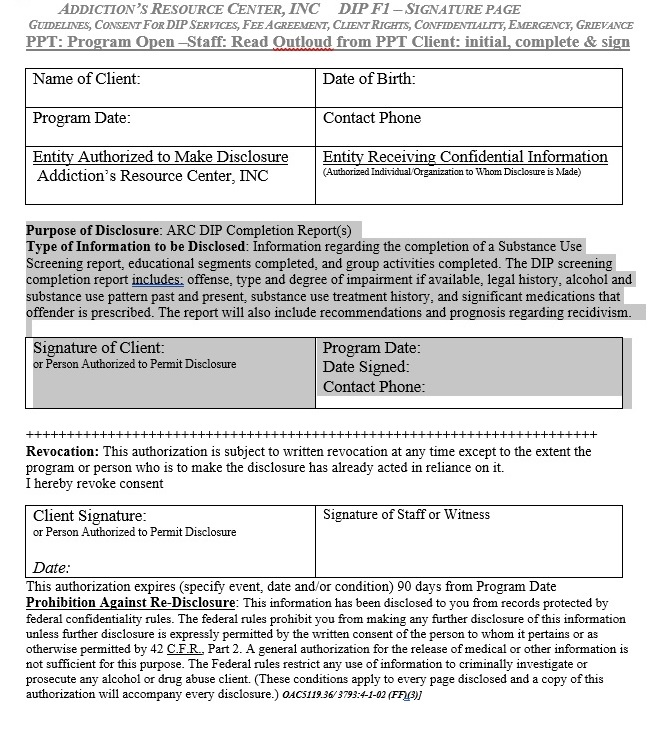 ADDICTION'S RESOURCE CENTER, INC DIP F1 – SIGNATURE PAGE
GUIDELINES, CONSENT FOR DIP SERVICES, FEE AGREEMENT, CLIENT RIGHTS, CONFIDENTIALITY, EMERGENCY, GRIEVANCE
PPT: Program Open –Staff: Read Outloud from PPT Client: initial, complete & sign
Name of Client:
Date of Birth:
Program Date:
Contact Phone
Entity Authorized to Make Disclosure
Addiction's Resource Center, INC
Entity Receiving Confidential Information
(Authorized Individual/Organization to Whom Disclosure is Made)
Purpose of Disclosure: ARC DIP Completion Report(s)
Type of Information to be Disclosed: Information regarding the completion of a Substance Use
Screening report, educational segments completed, and group activities completed. The DIP screening
completion report includes: offense, type and degree of impairment if available, legal history, alcohol and
substance use pattern past and present, substance use treatment history, and significant medications that
offender is prescribed. The report will also include recommendations and prognosis regarding recidivism.
Signature of Client:
or Person Authorized to Permit Disclosure
Program Date:
Date Signed:
Contact Phone:
++++++++++++++++++++++++++++++++++++++++++++++++++++++++++++++++++++++
Revocation: This authorization is subject to written revocation at any time except to the extent the
program or person who is to make the disclosure has already acted in reliance on it.
I hereby revoke consent
Client Signature:
or Person Authorized to Permit Disclosure
Date:
Signature of Staff or Witness
This authorization expires (specify event, date and/or condition) 90 days from Program Date
Prohibition Against Re-Disclosure: This information has been disclosed to you from records protected by
federal confidentiality rules. The federal rules prohibit you from making any further disclosure of this information
unless further disclosure is expressly permitted by the written consent of the person to whom it pertains or as
otherwise permitted by 42 C.F.R., Part 2. A general authorization for the release of medical or other information is
not sufficient for this purpose. The Federal rules restrict any use of information to criminally investigate or
prosecute any alcohol or drug abuse client. (These conditions apply to every page disclosed and a copy of this
authorization will accompany every disclosure.) OAC5119.36/ 3793:4-1-02 (FF)(3)]